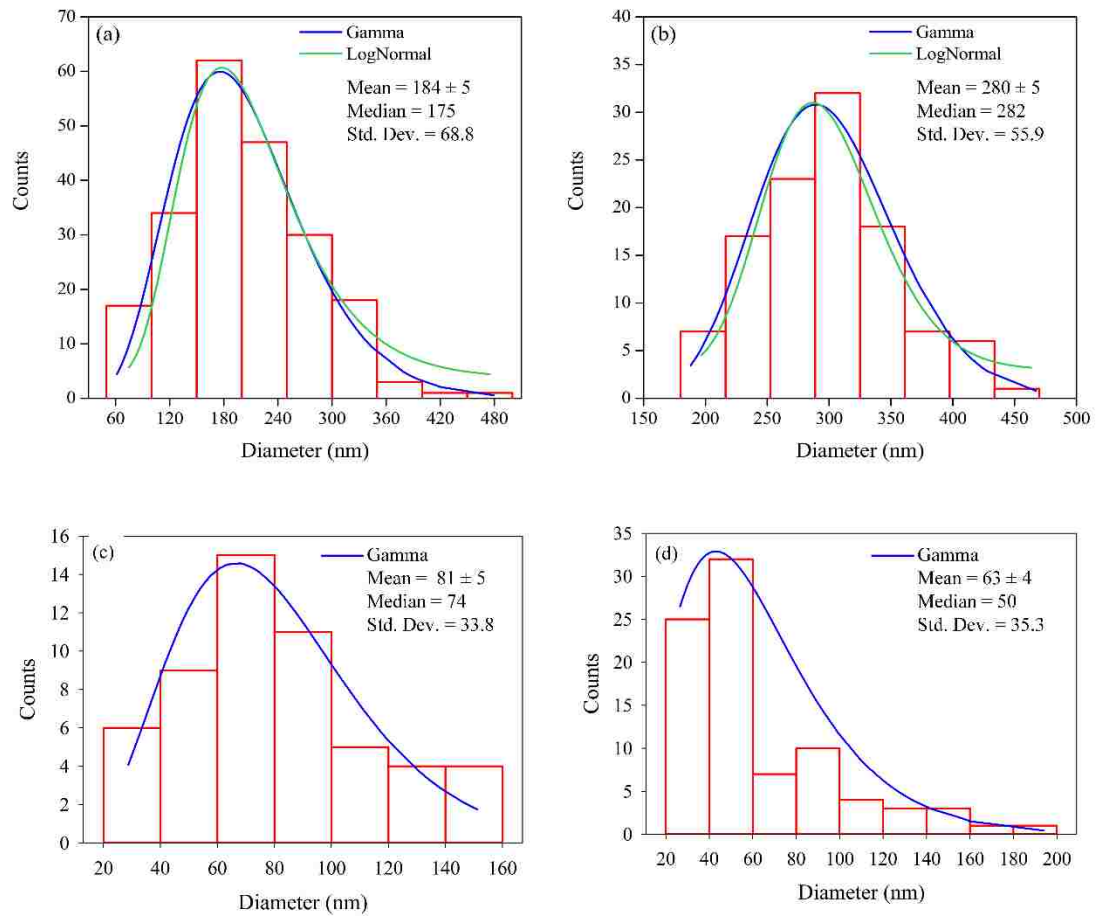 (a)
Gamma
LogNormal
Mean = 184 ± 5
Median = 175
Std. Dev. = 68.8
70
60
50
40
30
20
10
0
Counts
60 120 180 240 300 360 420 480
Diameter (nm)
(b)
Gamma
LogNormal
Mean = 280 ± 5
Median = 282
Std. Dev. = 55.9
40
35
30
25
20
15
10
5
0
Counts
150 200 250 300 350 400 450 500
Diameter (nm)
(c)
Gamma
Mean = 81 ± 5
Median = 74
Std. Dev. = 33.8
16
14
12
10
8
6
4
2
0
Counts
20 40 60 80 100 120 140 160
Diameter (nm)
(d)
Gamma
Mean = 63 ± 4
Median = 50
Std. Dev. = 35.3
35
30
25
20
15
10
5
0
Counts
20 40 60 80 100 120 140 160 180 200
Diameter (nm)